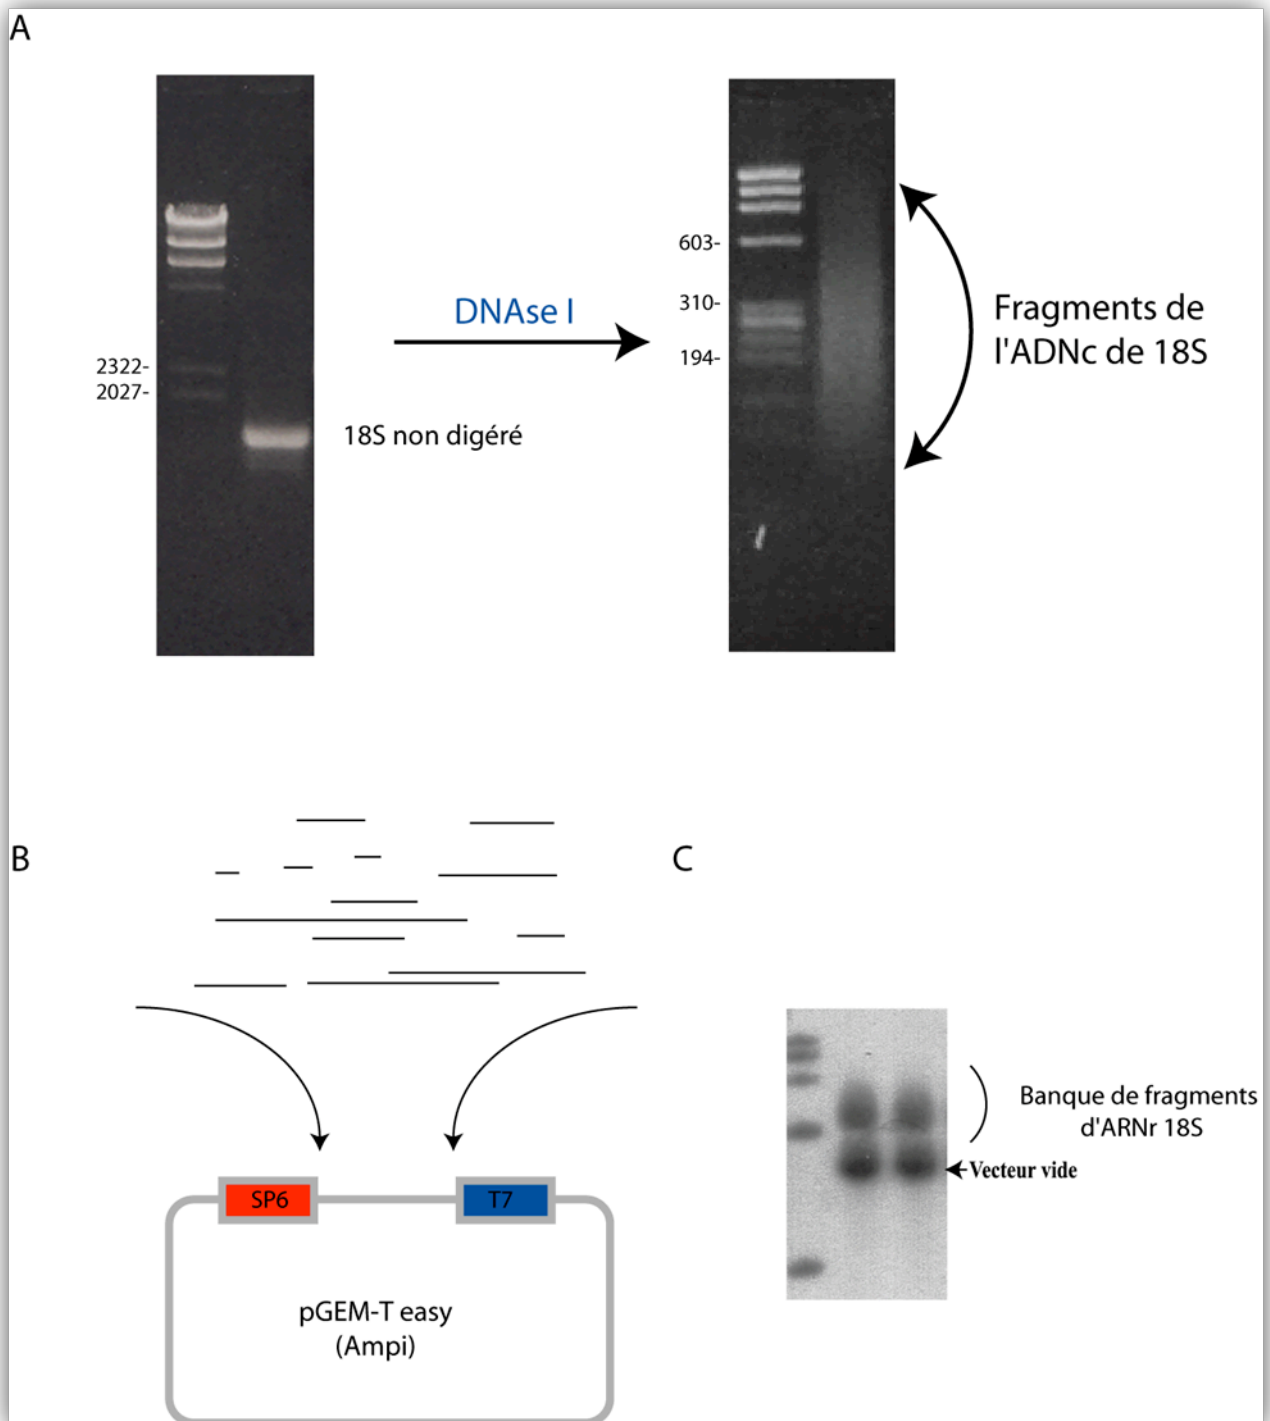 A
2322-
2027-
18S non digéré
DNAse I
603-
310-
194-
Fragments de
l'ADNc de 18S
B
SP6
T7
pGEM-T easy
(Ampi)
C
Banque de fragments
d'ARNr 18S
Vecteur vide